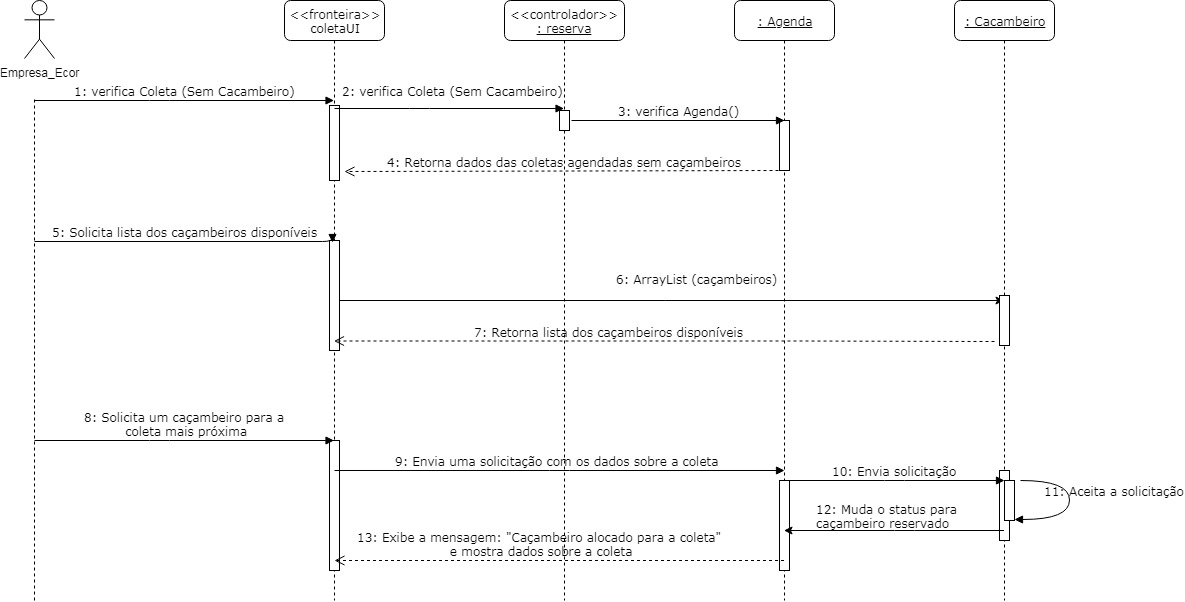 <<fronteira>>
coletaUI
<<controlador>>
: reserva
: Agenda
: Cacambeiro
Empresa_Ecor
1: verifica Coleta (Sem Cacambeiro)
2: verifica Coleta (Sem Cacambeiro)
3: verifica Agenda()
4: Retorna dados das coletas agendadas sem caçambeiros
5: Solicita lista dos caçambeiros disponíveis
6: ArrayList (caçambeiros)
7: Retorna lista dos caçambeiros disponíveis
8: Solicita um caçambeiro para a
coleta mais próxima
9: Envia uma solicitação com os dados sobre a coleta
10: Envia solicitação
11: Aceita a solicitação
12: Muda o status para
caçambeiro reservado
13: Exibe a mensagem: "Caçambeiro alocado para a coleta"
e mostra dados sobre a coleta